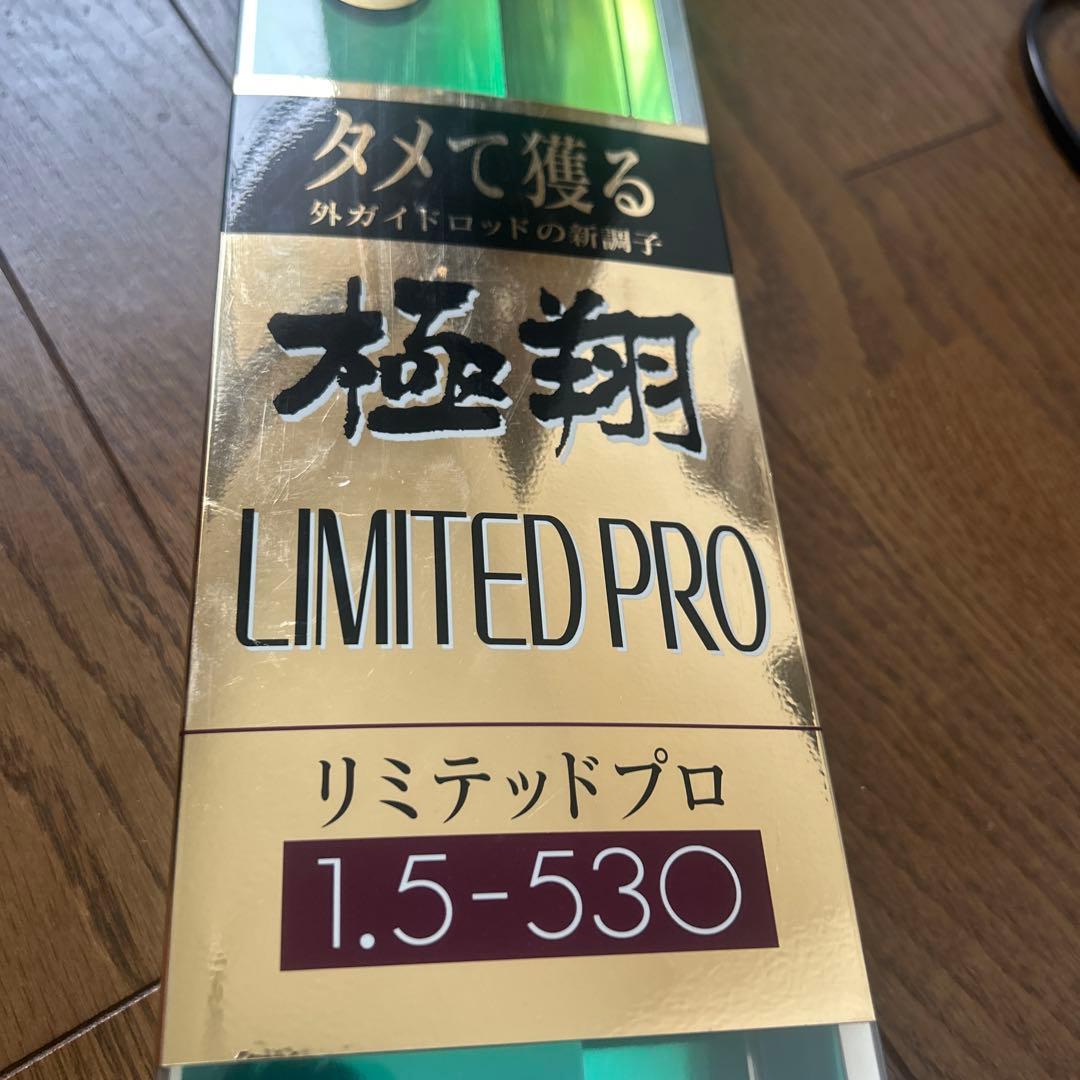 タメて獲る
外ガイドロッドの新調子
極翔
LIMITED PRO
リミテッドプロ
1.5-530